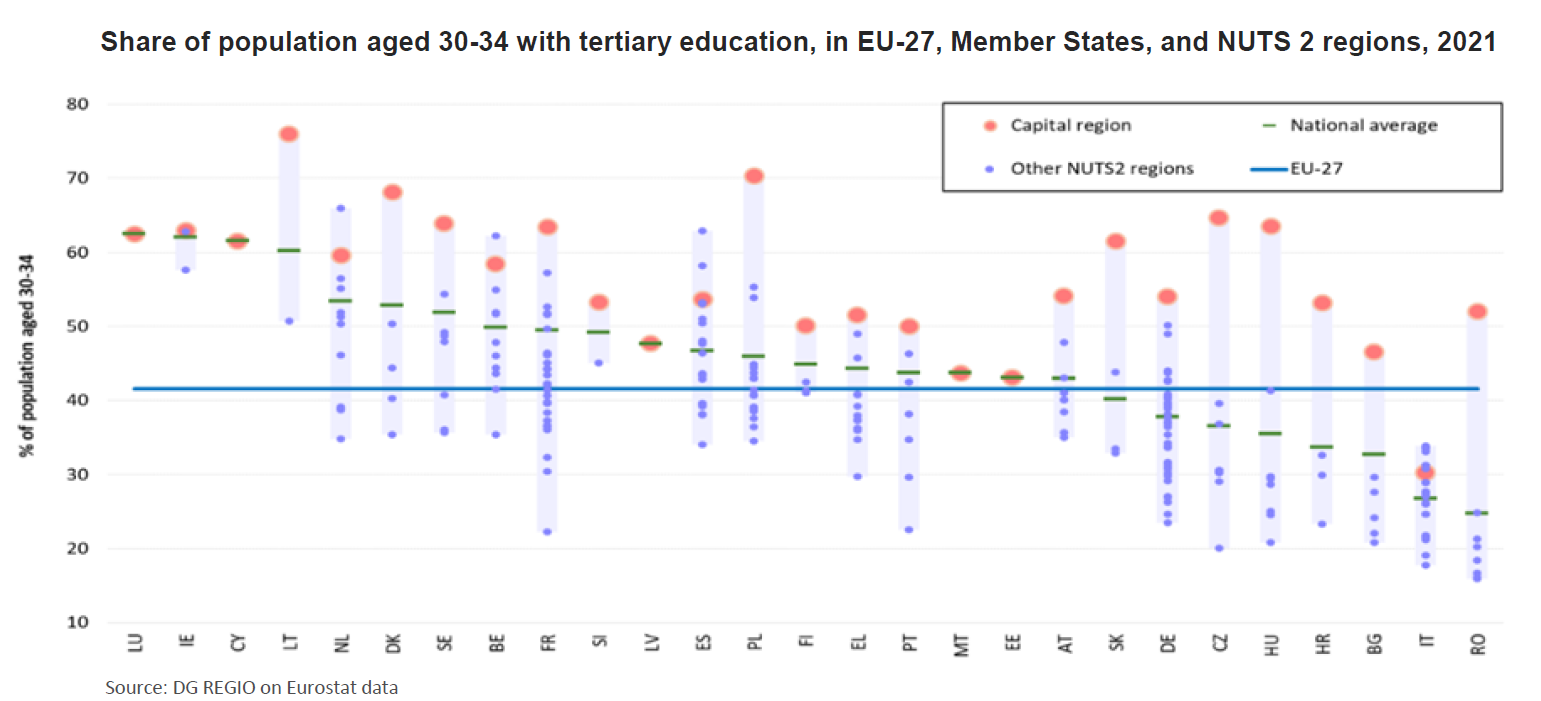 Share of population aged 30-34 with tertiary education, in EU-27, Member States, and NUTS 2 regions, 2021
80
70
60
50
40
30
20
10
% of population aged 30-34
Capital region
National average
Other NUTS2 regions
EU-27
LU IE CY LT NL DK SE BE FR SI LV ES PL FI EL PT MT EE AT SK DE CZ HU HR BG IT RO
Source: DG REGIO on Eurostat data